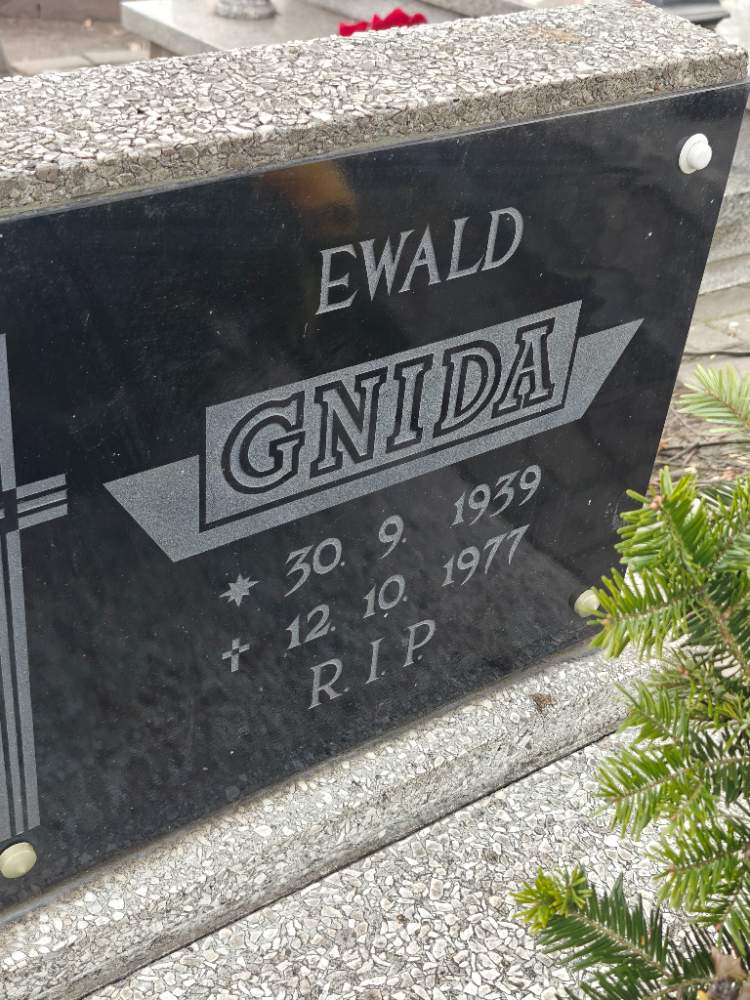 EWALD
GNIDA
* 30. 9. 1939
✝ 12. 10. 1977
R. I. P.